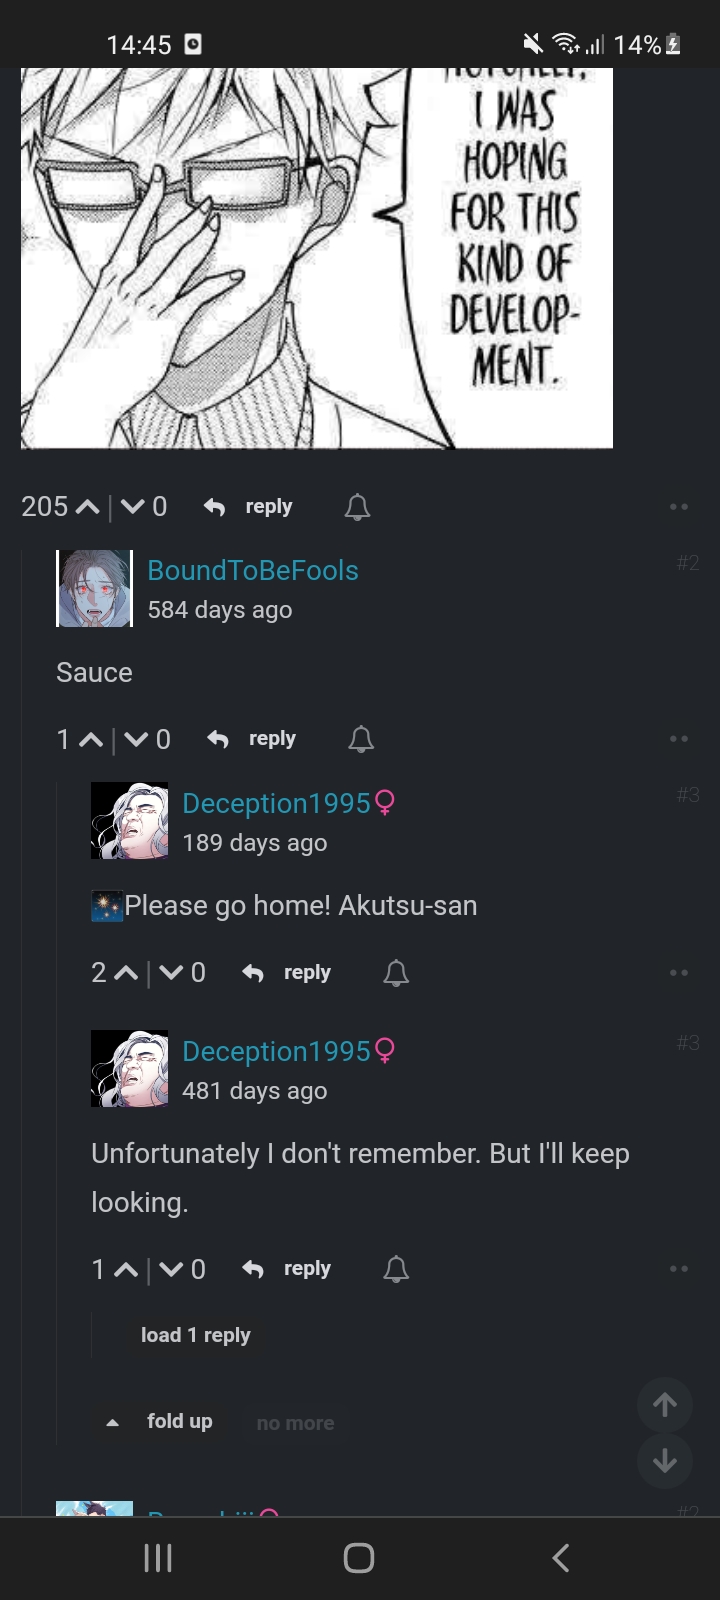 14:45 14%
I WAS
HOPING
FOR THIS
KIND OF
DEVELOP-
MENT.
205 | 0 reply
BoundToBeFools #2
584 days ago
Sauce
1 | 0 reply
Deception1995 #3
189 days ago
Please go home! Akutsu-san
2 | 0 reply
Deception1995 #3
481 days ago
Unfortunately I don't remember. But I'll keep
looking.
1 | 0 reply
load 1 reply
fold up no more
#2